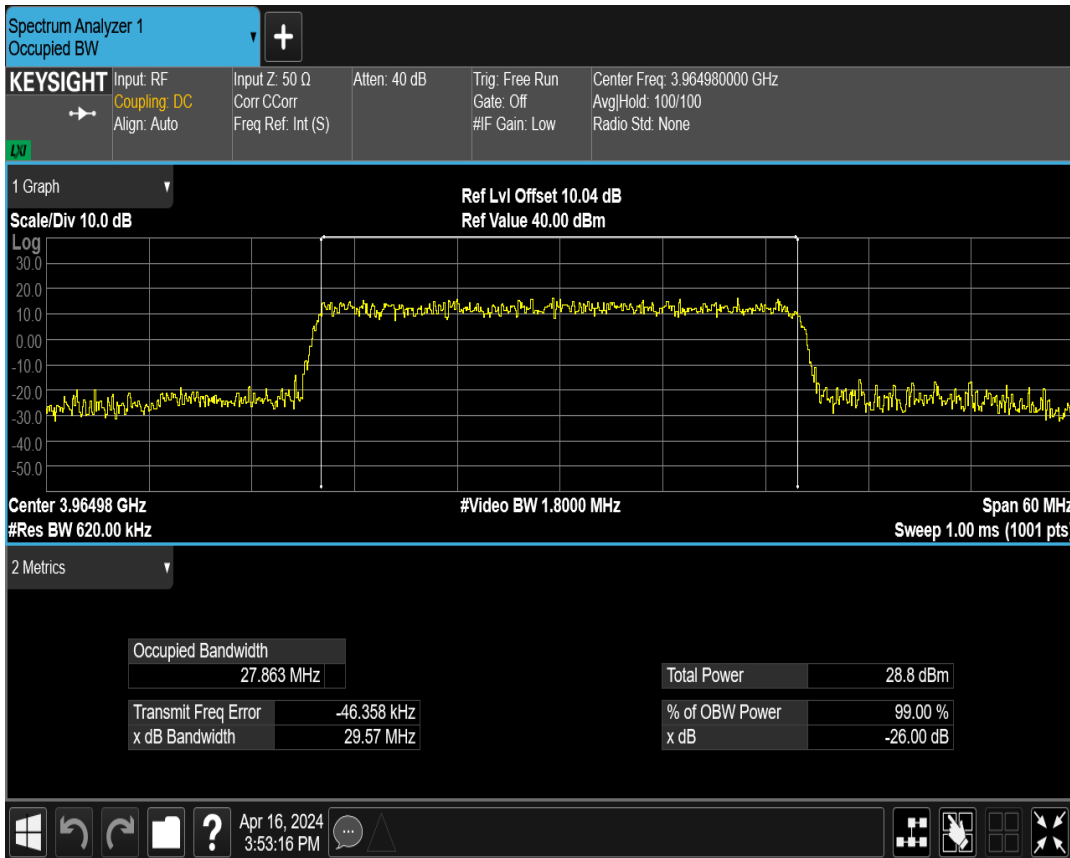 Spectrum Analyzer 1
Occupied BW
KEYSIGHT
LXI
Input: RF
Coupling: DC
Align: Auto
Input Z: 50 Ω
Corr CCorr
Freq Ref: Int (S)
Atten: 40 dB
Trig: Free Run
Gate: Off
#IF Gain: Low
Center Freq: 3.964980000 GHz
Avg|Hold: 100/100
Radio Std: None
1 Graph
Scale/Div 10.0 dB
Ref Lvl Offset 10.04 dB
Ref Value 40.00 dBm
Log
30.0
20.0
10.0
0.00
-10.0
-20.0
-30.0
-40.0
-50.0
Center 3.96498 GHz
#Video BW 1.8000 MHz
Span 60 MHz
#Res BW 620.00 kHz
Sweep 1.00 ms (1001 pts)
2 Metrics
Occupied Bandwidth
27.863 MHz
Total Power 28.8 dBm
Transmit Freq Error -46.358 kHz
% of OBW Power 99.00 %
x dB Bandwidth 29.57 MHz
x dB -26.00 dB
?
Apr 16, 2024
3:53:16 PM